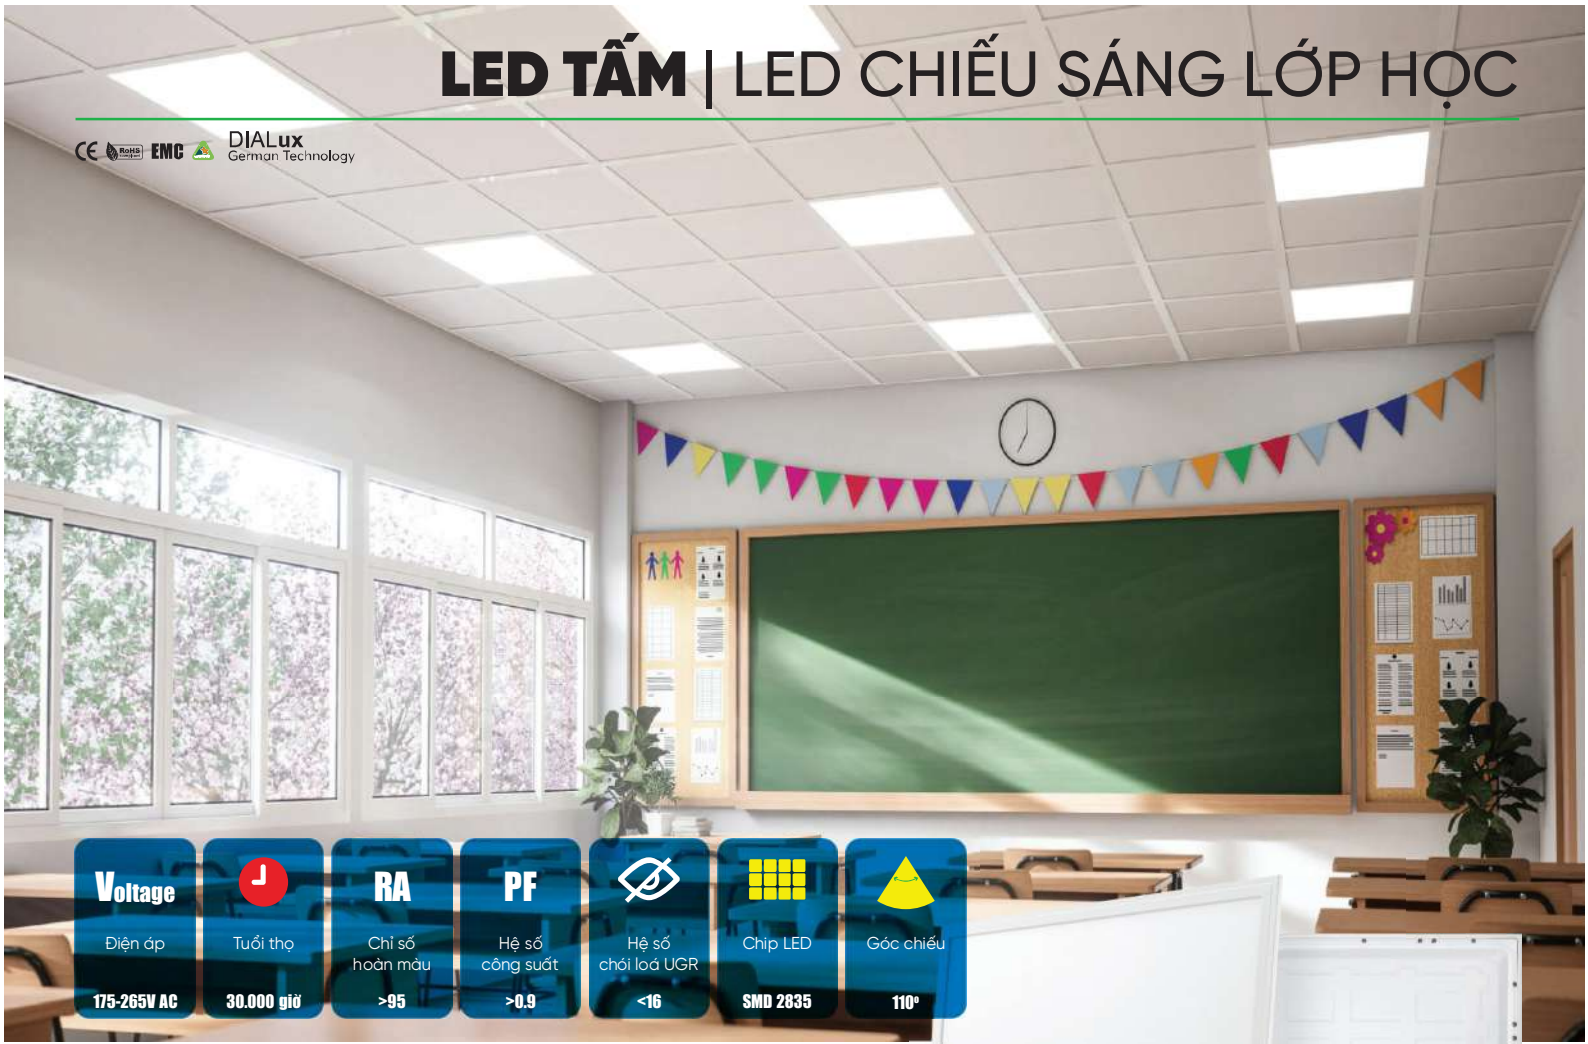 LED TẤM | LED CHIẾU SÁNG LỚP HỌC
CE RoHS EMC DIALux
German Technology
Voltage
Điện áp
175-265V AC
Tuổi thọ
30.000 giờ
RA
Chỉ số
hoàn màu
>95
PF
Hệ số
công suất
>0.9
Hệ số
chói loá UGR
<16
Chip LED
SMD 2835
Góc chiếu
110º